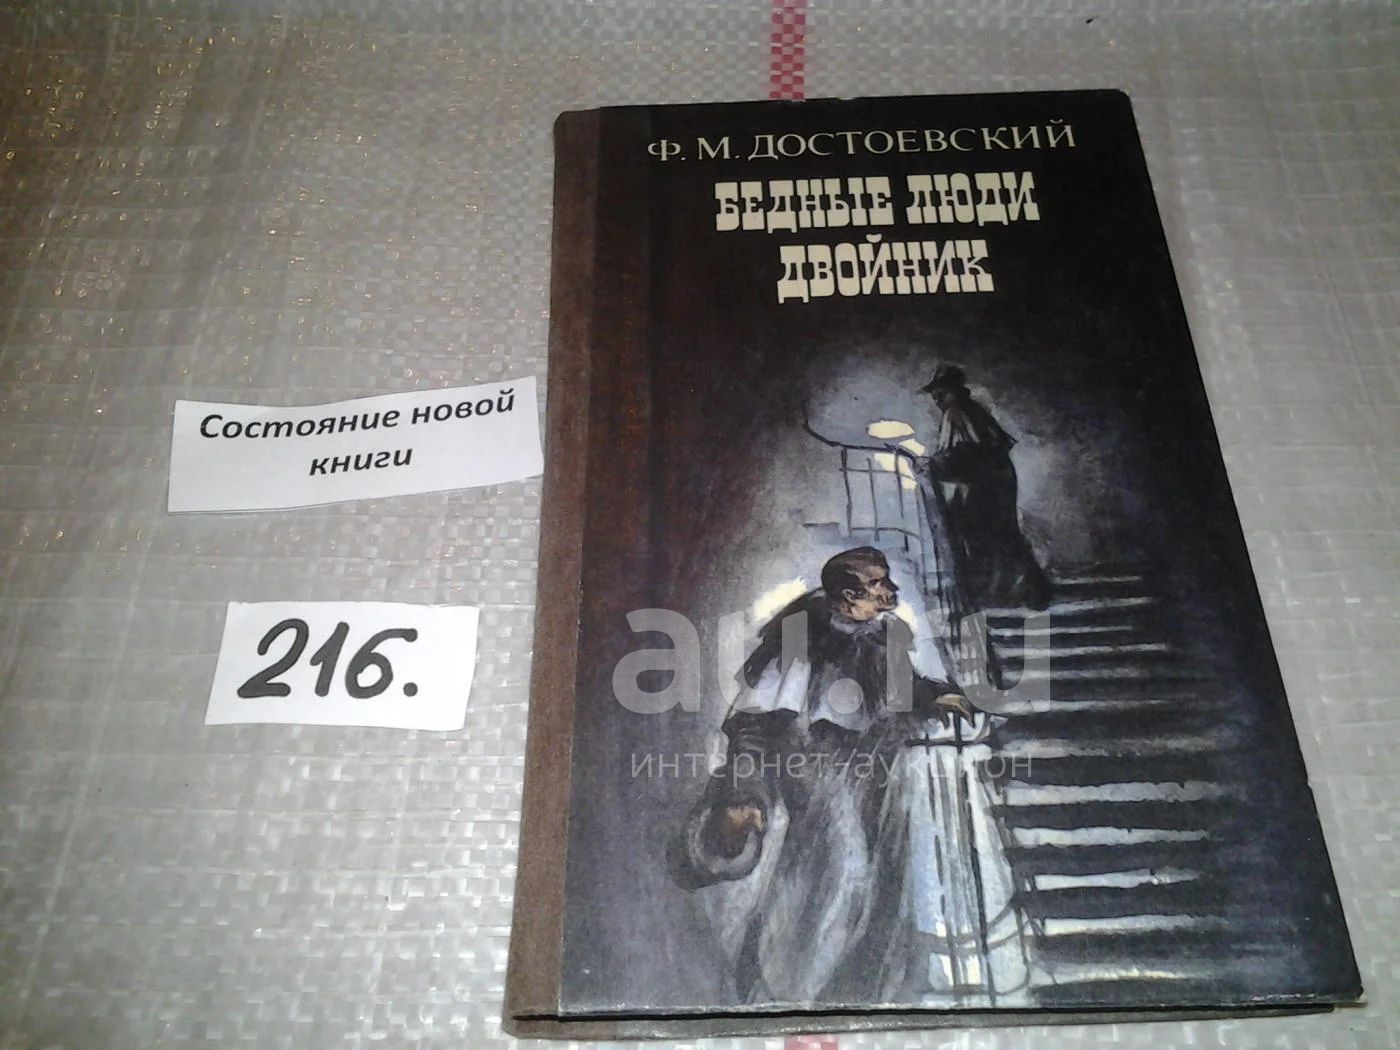 Ф. М. ДОСТОЕВСКИЙ
БЕДНЫЕ ЛЮДИ
ДВОЙНИК
Состояние новой
книги
216.
au.ru
интернет-аукцион